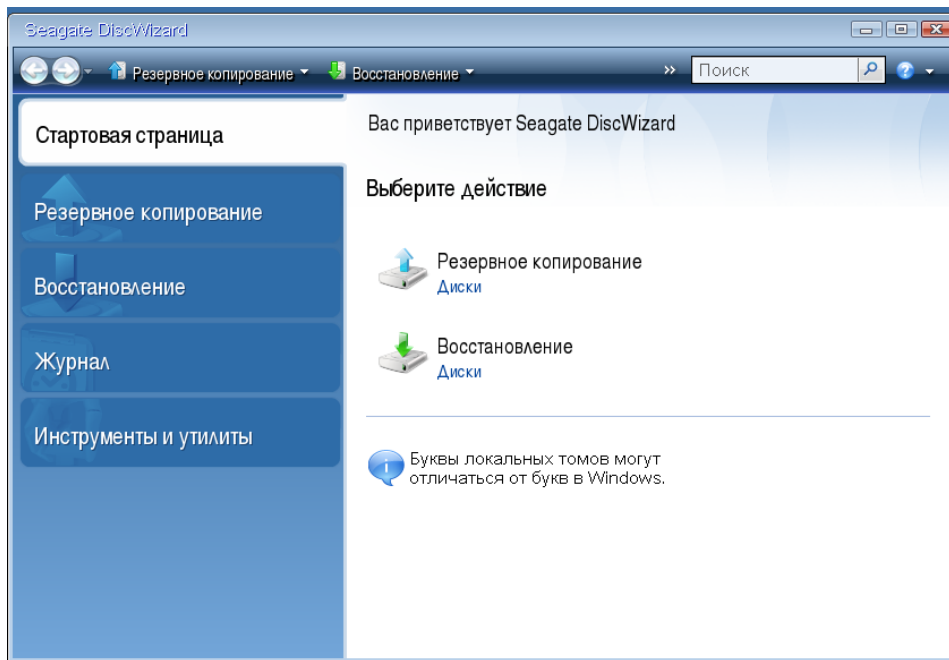 Seagate DiscWizard
Резервное копирование
Восстановление
»
Поиск
Стартовая страница
Резервное копирование
Восстановление
Журнал
Инструменты и утилиты
Вас приветствует Seagate DiscWizard
Выберите действие
Резервное копирование
Диски
Восстановление
Диски
Буквы локальных томов могут
отличаться от букв в Windows.